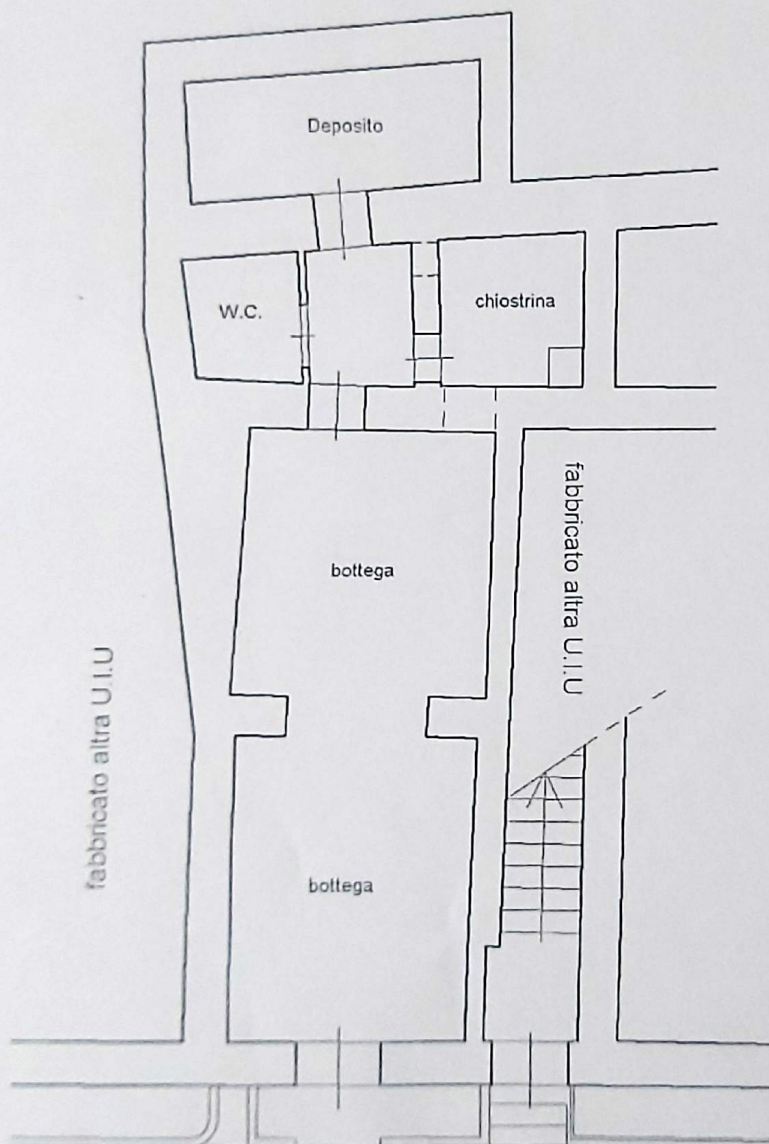 Deposito
W.C.
chiostrina
bottega
fabbricato altra U.I.U
fabbricato altra U.I.U
bottega